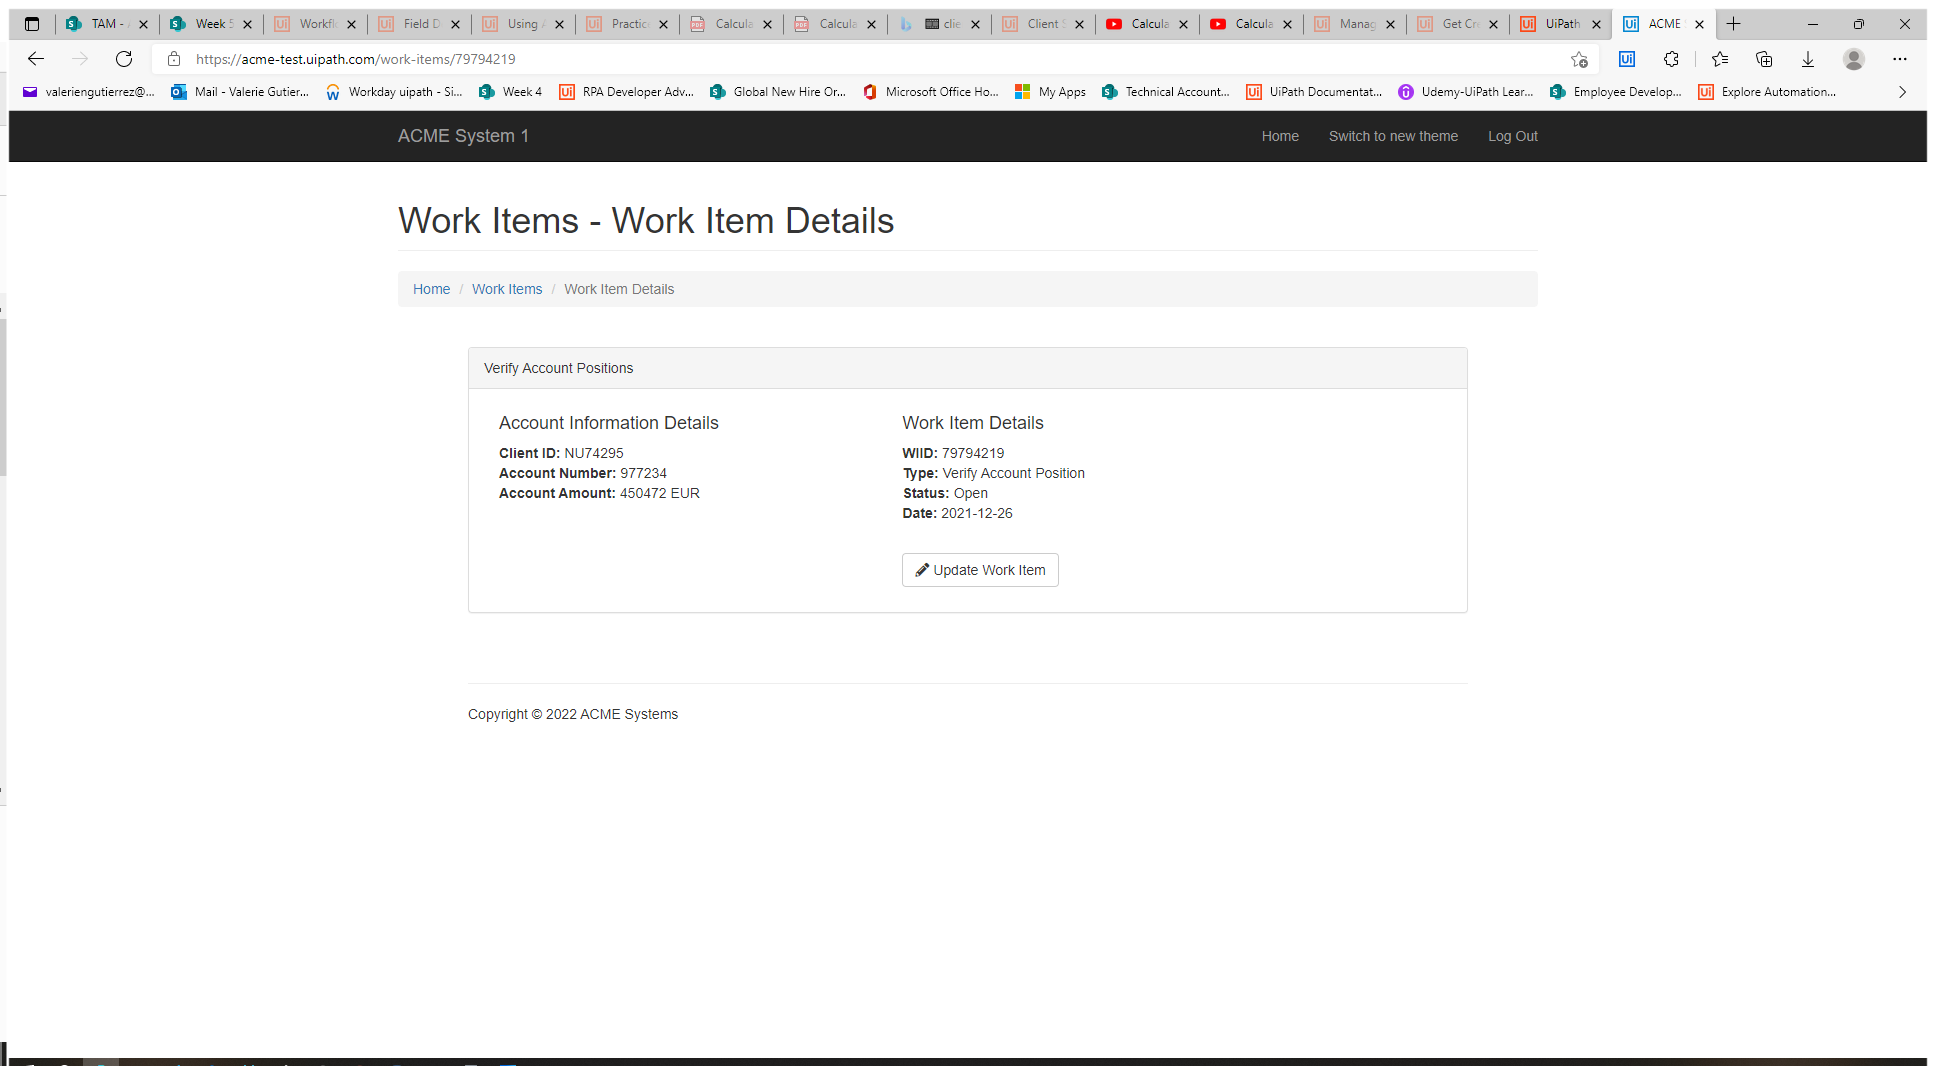 TAM - Week 5 Workflo Field D Using A Practice Calcula Calcula clie Client S Calcula Calcula Manag Get Cre UiPath ACME S
https://acme-test.uipath.com/work-items/79794219
valeriengutierrez@... Mail - Valerie Gutier... Workday uipath - Si... Week 4 RPA Developer Adv... Global New Hire Or... Microsoft Office Ho... My Apps Technical Account... UiPath Documentat... Udemy-UiPath Lear... Employee Develop... Explore Automation...
ACME System 1 Home Switch to new theme Log Out
Work Items - Work Item Details
Home / Work Items / Work Item Details
Verify Account Positions
Account Information Details
Client ID: NU74295
Account Number: 977234
Account Amount: 450472 EUR
Work Item Details
WIID: 79794219
Type: Verify Account Position
Status: Open
Date: 2021-12-26
Update Work Item
Copyright © 2022 ACME Systems